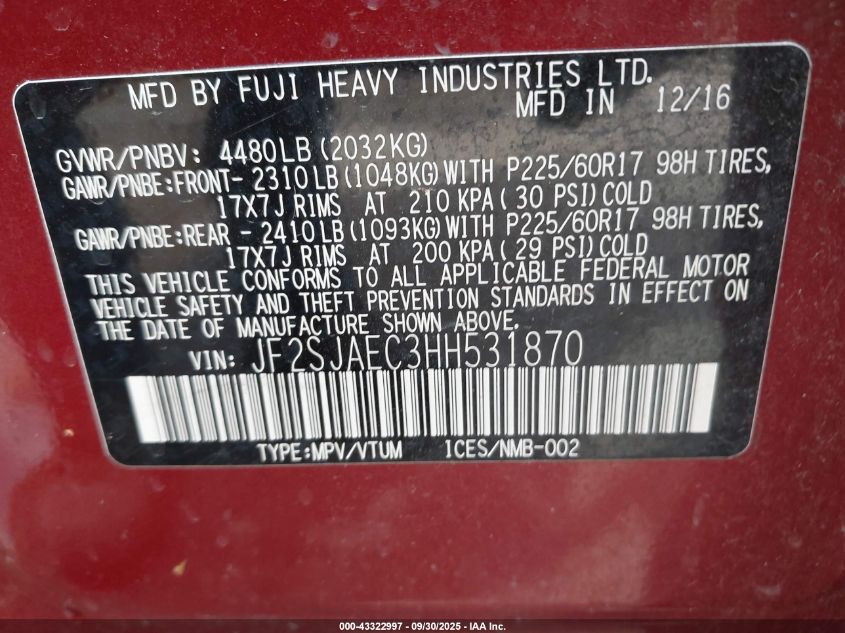 MFD BY FUJI HEAVY INDUSTRIES LTD.
MFD IN 12/16
GVWR/PNBV: 4480LB(2032KG)
GAWR/PNBE:FRONT- 2310LB(1048KG)WITH P225/60R17 98H TIRES,
17X7J RIMS AT 210 KPA( 30 PSI)COLD
GAWR/PNBE:REAR - 2410LB(1093KG)WITH P225/60R17 98H TIRES,
17X7J RIMS AT 200 KPA( 29 PSI)COLD
THIS VEHICLE CONFORMS TO ALL APPLICABLE FEDERAL MOTOR
VEHICLE SAFETY AND THEFT PREVENTION STANDARDS IN EFFECT ON
THE DATE OF MANUFACTURE SHOWN ABOVE.
VIN: JF2SJAEC3HH531870
TYPE:MPV/VTUM ICES/NMB-002
000-43322997 - 09/30/2025 - IAA Inc.